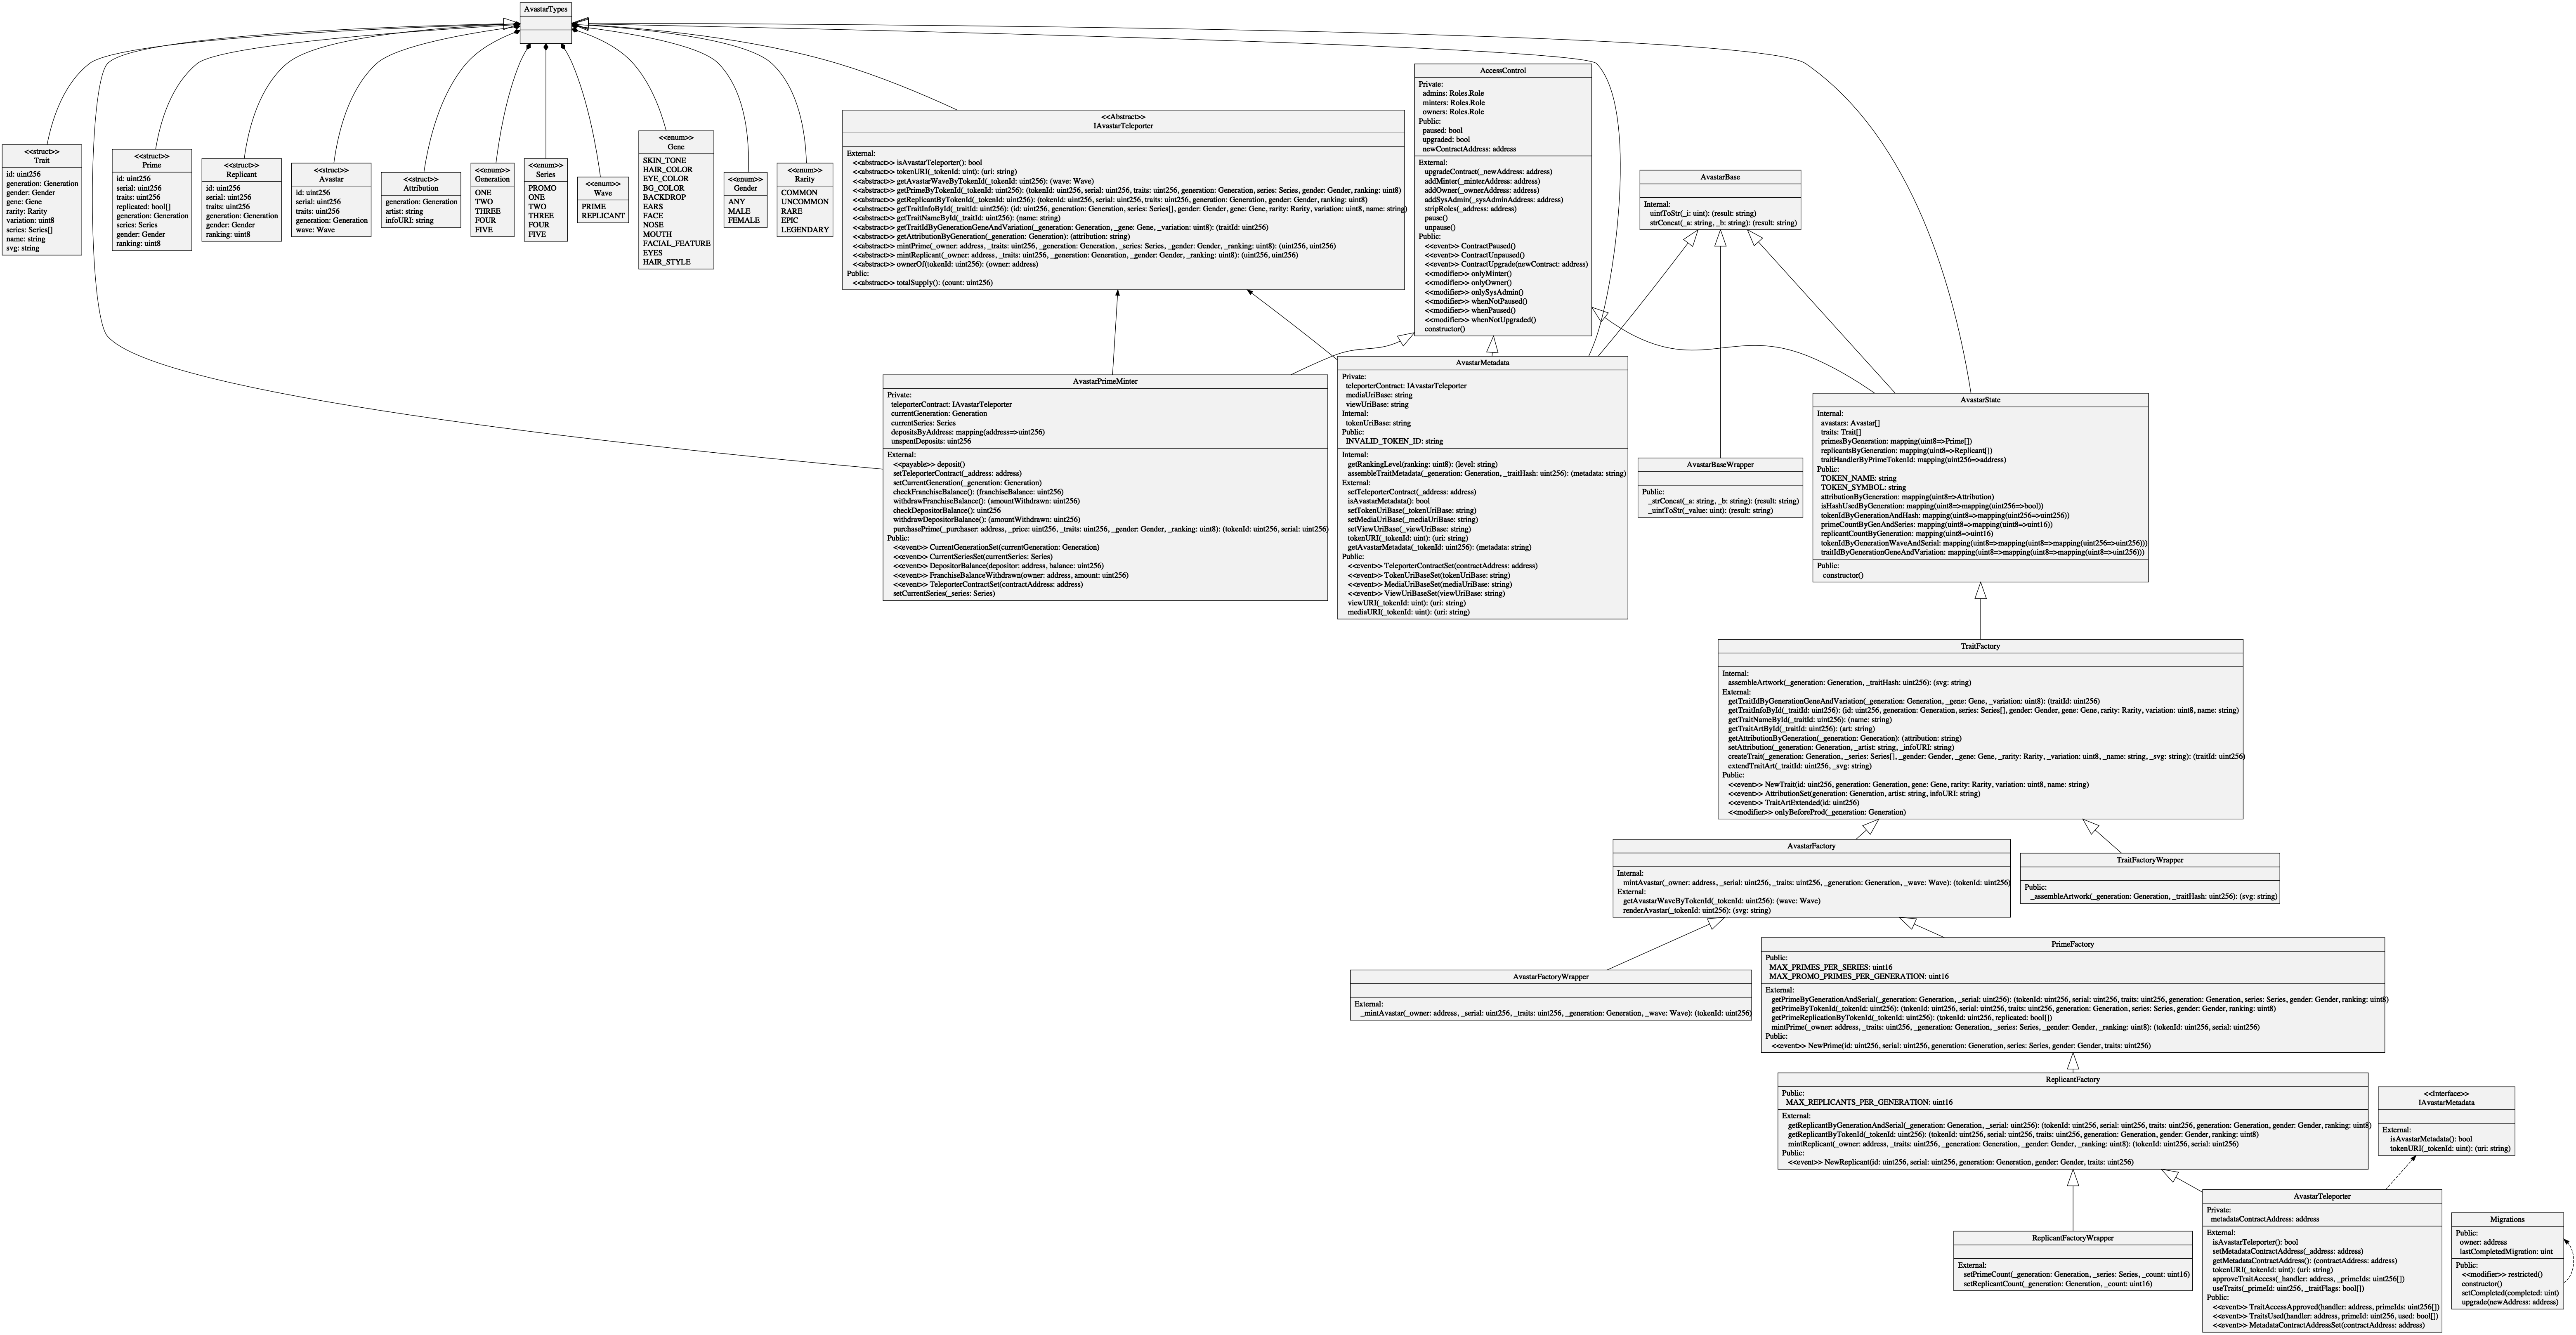 AvastarTypes
<<struct>>
Trait
id: uint256
generation: Generation
gender: Gender
gene: Gene
rarity: Rarity
variation: uint8
series: Series[]
name: string
svg: string
<<struct>>
Prime
id: uint256
serial: uint256
traits: uint256
replicated: bool[]
generation: Generation
series: Series
gender: Gender
ranking: uint8
<<struct>>
Replicant
id: uint256
serial: uint256
traits: uint256
generation: Generation
gender: Gender
ranking: uint8
<<struct>>
Avastar
id: uint256
serial: uint256
traits: uint256
generation: Generation
wave: Wave
<<struct>>
Attribution
generation: Generation
artist: string
infoURI: string
<<enum>>
Generation
ONE
TWO
THREE
FOUR
FIVE
<<enum>>
Series
PROMO
ONE
TWO
THREE
FOUR
FIVE
<<enum>>
Wave
PRIME
REPLICANT
<<enum>>
Gene
SKIN_TONE
HAIR_COLOR
EYE_COLOR
BG_COLOR
BACKDROP
EARS
FACE
NOSE
MOUTH
FACIAL_FEATURE
EYES
HAIR_STYLE
<<enum>>
Gender
ANY
MALE
FEMALE
<<enum>>
Rarity
COMMON
UNCOMMON
RARE
EPIC
LEGENDARY
<<Abstract>>
IAvastarTeleporter
External:
<<abstract>> isAvastarTeleporter(): bool
<<abstract>> tokenURI(_tokenId: uint): (uri: string)
<<abstract>> getAvastarWaveByTokenId(_tokenId: uint256): (wave: Wave)
<<abstract>> getPrimeByTokenId(_tokenId: uint256): (tokenId: uint256, serial: uint256, traits: uint256, generation: Generation, series: Series, gender: Gender, ranking: uint8)
<<abstract>> getReplicantByTokenId(_tokenId: uint256): (tokenId: uint256, serial: uint256, traits: uint256, generation: Generation, gender: Gender, ranking: uint8)
<<abstract>> getTraitInfoById(_traitId: uint256): (id: uint256, generation: Generation, series: Series[], gender: Gender, gene: Gene, rarity: Rarity, variation: uint8, name: string)
<<abstract>> getTraitNameById(_traitId: uint256): (name: string)
<<abstract>> getTraitIdByGenerationGeneAndVariation(_generation: Generation, _gene: Gene, _variation: uint8): (traitId: uint256)
<<abstract>> getAttributionByGeneration(_generation: Generation): (attribution: string)
<<abstract>> mintPrime(_owner: address, _traits: uint256, _generation: Generation, _series: Series, _gender: Gender, _ranking: uint8): (uint256, uint256)
<<abstract>> mintReplicant(_owner: address, _traits: uint256, _generation: Generation, _gender: Gender, _ranking: uint8): (uint256, uint256)
<<abstract>> ownerOf(tokenId: uint256): (owner: address)
Public:
<<abstract>> totalSupply(): (count: uint256)
AccessControl
Private:
admins: Roles.Role
minters: Roles.Role
owners: Roles.Role
Public:
paused: bool
upgraded: bool
newContractAddress: address
External:
upgradeContract(_newAddress: address)
addMinter(_minterAddress: address)
addOwner(_ownerAddress: address)
addSysAdmin(_sysAdminAddress: address)
stripRoles(_address: address)
pause()
unpause()
Public:
<<event>> ContractPaused()
<<event>> ContractUnpaused()
<<event>> ContractUpgrade(newContract: address)
<<modifier>> onlyMinter()
<<modifier>> onlyOwner()
<<modifier>> onlySysAdmin()
<<modifier>> whenNotPaused()
<<modifier>> whenPaused()
<<modifier>> whenNotUpgraded()
constructor()
AvastarBase
Internal:
uintToStr(_i: uint): (result: string)
strConcat(_a: string, _b: string): (result: string)
AvastarPrimeMinter
Private:
teleporterContract: IAvastarTeleporter
currentGeneration: Generation
currentSeries: Series
depositsByAddress: mapping(address=>uint256)
unspentDeposits: uint256
External:
<<payable>> deposit()
setTeleporterContract(_address: address)
setCurrentGeneration(_generation: Generation)
checkFranchiseBalance(): (franchiseBalance: uint256)
withdrawFranchiseBalance(): (amountWithdrawn: uint256)
checkDepositorBalance(): uint256
withdrawDepositorBalance(): (amountWithdrawn: uint256)
purchasePrime(_purchaser: address, _price: uint256, _traits: uint256, _gender: Gender, _ranking: uint8): (tokenId: uint256, serial: uint256)
Public:
<<event>> CurrentGenerationSet(currentGeneration: Generation)
<<event>> CurrentSeriesSet(currentSeries: Series)
<<event>> DepositorBalance(depositor: address, balance: uint256)
<<event>> FranchiseBalanceWithdrawn(owner: address, amount: uint256)
<<event>> TeleporterContractSet(contractAddress: address)
setCurrentSeries(_series: Series)
AvastarMetadata
Private:
teleporterContract: IAvastarTeleporter
mediaUriBase: string
viewUriBase: string
Internal:
tokenUriBase: string
Public:
INVALID_TOKEN_ID: string
Internal:
getRankingLevel(ranking: uint8): (level: string)
assembleTraitMetadata(_generation: Generation, _traitHash: uint256): (metadata: string)
External:
setTeleporterContract(_address: address)
isAvastarMetadata(): bool
setTokenUriBase(_tokenUriBase: string)
setMediaUriBase(_mediaUriBase: string)
setViewUriBase(_viewUriBase: string)
tokenURI(_tokenId: uint): (uri: string)
getAvastarMetadata(_tokenId: uint256): (metadata: string)
Public:
<<event>> TeleporterContractSet(contractAddress: address)
<<event>> TokenUriBaseSet(tokenUriBase: string)
<<event>> MediaUriBaseSet(mediaUriBase: string)
<<event>> ViewUriBaseSet(viewUriBase: string)
viewURI(_tokenId: uint): (uri: string)
mediaURI(_tokenId: uint): (uri: string)
AvastarBaseWrapper
Public:
_strConcat(_a: string, _b: string): (result: string)
_uintToStr(_value: uint): (result: string)
AvastarState
Internal:
avastars: Avastar[]
traits: Trait[]
primesByGeneration: mapping(uint8=>Prime[])
replicantsByGeneration: mapping(uint8=>Replicant[])
traitHandlerByPrimeTokenId: mapping(uint256=>address)
Public:
TOKEN_NAME: string
TOKEN_SYMBOL: string
attributionByGeneration: mapping(uint8=>Attribution)
isHashUsedByGeneration: mapping(uint8=>mapping(uint256=>bool))
tokenIdByGenerationAndHash: mapping(uint8=>mapping(uint256=>uint256))
primeCountByGenAndSeries: mapping(uint8=>mapping(uint8=>uint16))
replicantCountByGeneration: mapping(uint8=>uint16)
tokenIdByGenerationWaveAndSerial: mapping(uint8=>mapping(uint8=>mapping(uint256=>uint256)))
traitIdByGenerationGeneAndVariation: mapping(uint8=>mapping(uint8=>mapping(uint8=>uint256)))
Public:
constructor()
TraitFactory
Internal:
assembleArtwork(_generation: Generation, _traitHash: uint256): (svg: string)
External:
getTraitIdByGenerationGeneAndVariation(_generation: Generation, _gene: Gene, _variation: uint8): (traitId: uint256)
getTraitInfoById(_traitId: uint256): (id: uint256, generation: Generation, series: Series[], gender: Gender, gene: Gene, rarity: Rarity, variation: uint8, name: string)
getTraitNameById(_traitId: uint256): (name: string)
getTraitArtById(_traitId: uint256): (art: string)
getAttributionByGeneration(_generation: Generation): (attribution: string)
setAttribution(_generation: Generation, _artist: string, _infoURI: string)
createTrait(_generation: Generation, _series: Series[], _gender: Gender, _gene: Gene, _rarity: Rarity, _variation: uint8, _name: string, _svg: string): (traitId: uint256)
extendTraitArt(_traitId: uint256, _svg: string)
Public:
<<event>> NewTrait(id: uint256, generation: Generation, gene: Gene, rarity: Rarity, variation: uint8, name: string)
<<event>> AttributionSet(generation: Generation, artist: string, infoURI: string)
<<event>> TraitArtExtended(id: uint256)
<<modifier>> onlyBeforeProd(_generation: Generation)
AvastarFactory
Internal:
mintAvastar(_owner: address, _serial: uint256, _traits: uint256, _generation: Generation, _wave: Wave): (tokenId: uint256)
External:
getAvastarWaveByTokenId(_tokenId: uint256): (wave: Wave)
renderAvastar(_tokenId: uint256): (svg: string)
TraitFactoryWrapper
Public:
_assembleArtwork(_generation: Generation, _traitHash: uint256): (svg: string)
AvastarFactoryWrapper
External:
_mintAvastar(_owner: address, _serial: uint256, _traits: uint256, _generation: Generation, _wave: Wave): (tokenId: uint256)
PrimeFactory
Public:
MAX_PRIMES_PER_SERIES: uint16
MAX_PROMO_PRIMES_PER_GENERATION: uint16
External:
getPrimeByGenerationAndSerial(_generation: Generation, _serial: uint256): (tokenId: uint256, serial: uint256, traits: uint256, generation: Generation, series: Series, gender: Gender, ranking: uint8)
getPrimeByTokenId(_tokenId: uint256): (tokenId: uint256, serial: uint256, traits: uint256, generation: Generation, series: Series, gender: Gender, ranking: uint8)
getPrimeReplicationByTokenId(_tokenId: uint256): (tokenId: uint256, replicated: bool[])
mintPrime(_owner: address, _traits: uint256, _generation: Generation, _series: Series, _gender: Gender, _ranking: uint8): (tokenId: uint256, serial: uint256)
Public:
<<event>> NewPrime(id: uint256, serial: uint256, generation: Generation, series: Series, gender: Gender, traits: uint256)
ReplicantFactory
Public:
MAX_REPLICANTS_PER_GENERATION: uint16
External:
getReplicantByGenerationAndSerial(_generation: Generation, _serial: uint256): (tokenId: uint256, serial: uint256, traits: uint256, generation: Generation, gender: Gender, ranking: uint8)
getReplicantByTokenId(_tokenId: uint256): (tokenId: uint256, serial: uint256, traits: uint256, generation: Generation, gender: Gender, ranking: uint8)
mintReplicant(_owner: address, _traits: uint256, _generation: Generation, _gender: Gender, _ranking: uint8): (tokenId: uint256, serial: uint256)
Public:
<<event>> NewReplicant(id: uint256, serial: uint256, generation: Generation, gender: Gender, traits: uint256)
<<Interface>>
IAvastarMetadata
External:
isAvastarMetadata(): bool
tokenURI(_tokenId: uint): (uri: string)
ReplicantFactoryWrapper
External:
setPrimeCount(_generation: Generation, _series: Series, _count: uint16)
setReplicantCount(_generation: Generation, _count: uint16)
AvastarTeleporter
Private:
metadataContractAddress: address
External:
isAvastarTeleporter(): bool
setMetadataContractAddress(_address: address)
getMetadataContractAddress(): (contractAddress: address)
tokenURI(_tokenId: uint): (uri: string)
approveTraitAccess(_handler: address, _primeIds: uint256[])
useTraits(_primeId: uint256, _traitFlags: bool[])
Public:
<<event>> TraitAccessApproved(handler: address, primeIds: uint256[])
<<event>> TraitsUsed(handler: address, primeId: uint256, used: bool[])
<<event>> MetadataContractAddressSet(contractAddress: address)
Migrations
Public:
owner: address
lastCompletedMigration: uint
Public:
<<modifier>> restricted()
constructor()
setCompleted(completed: uint)
upgrade(newAddress: address)